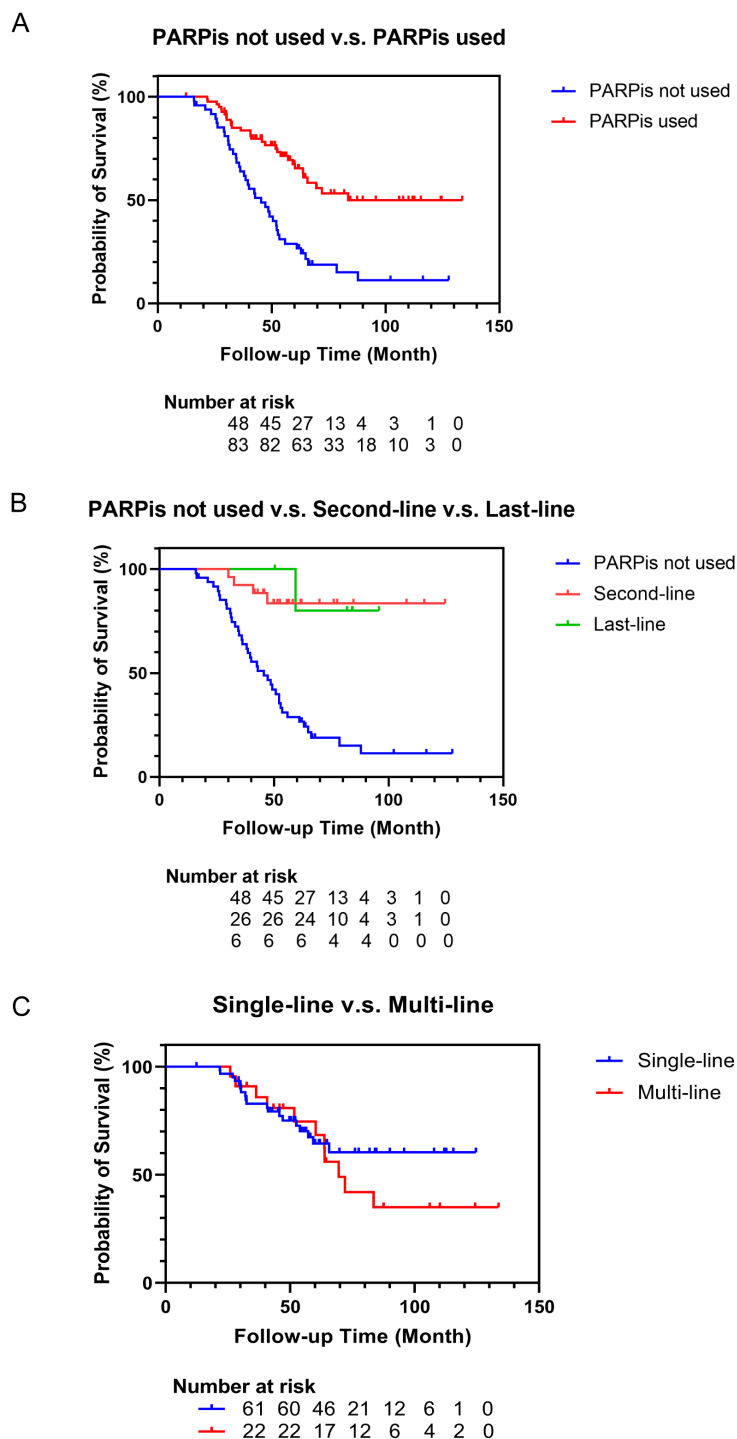 A
PARPis not used v.s. PARPis used
Probability of Survival (%)
100
50
0
0 50 100 150
Follow-up Time (Month)
PARPis not used
PARPis used
Number at risk
48 45 27 13 4 3 1 0
83 82 63 33 18 10 3 0
B
PARPis not used v.s. Second-line v.s. Last-line
Probability of Survival (%)
100
50
0
0 50 100 150
Follow-up Time (Month)
PARPis not used
Second-line
Last-line
Number at risk
48 45 27 13 4 3 1 0
26 26 24 10 4 3 1 0
6 6 6 4 4 0 0 0
C
Single-line v.s. Multi-line
Probability of Survival (%)
100
50
0
0 50 100 150
Follow-up Time (Month)
Single-line
Multi-line
Number at risk
61 60 46 21 12 6 1 0
22 22 17 12 6 4 2 0